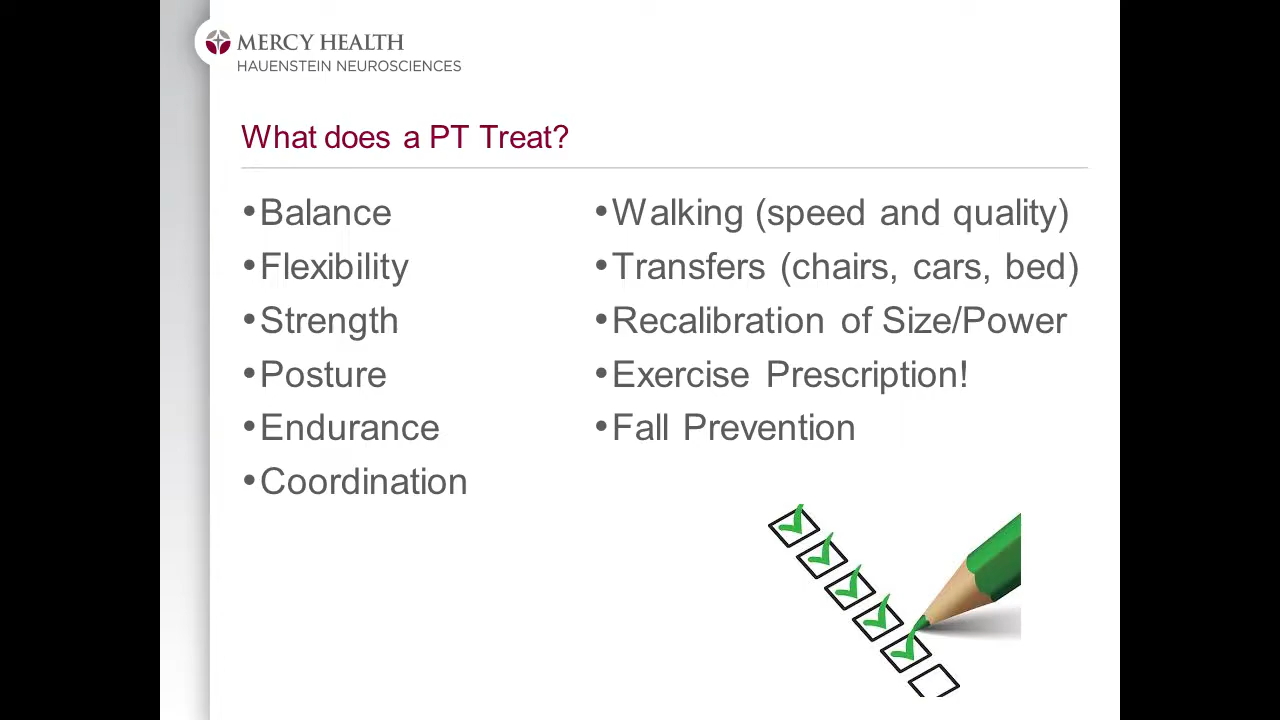 MERCY HEALTH
HAUENSTEIN NEUROSCIENCES
What does a PT Treat?
•Balance
•Flexibility
•Strength
•Posture
•Endurance
•Coordination
•Walking (speed and quality)
•Transfers (chairs, cars, bed)
•Recalibration of Size/Power
•Exercise Prescription!
•Fall Prevention